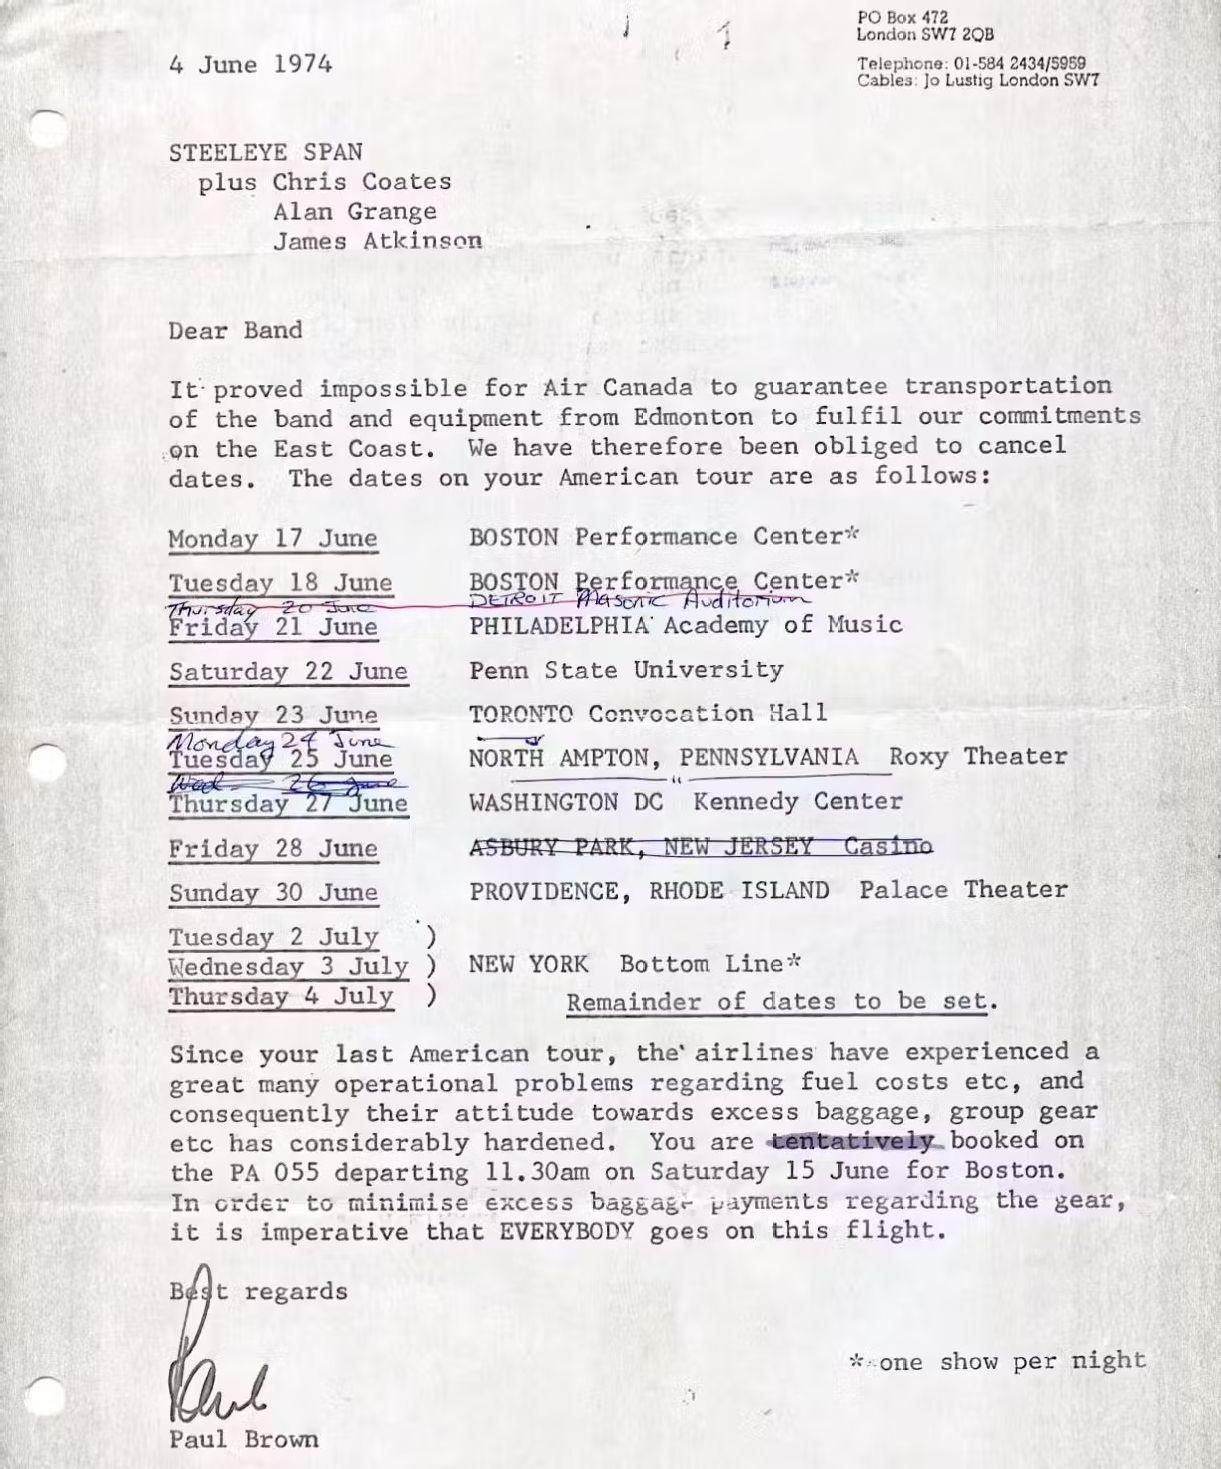 PO Box 472
London SW7 2QB
Telephone: 01-584 2434/5959
Cables: Jo Lustig London SW7
4 June 1974
STEELEYE SPAN
plus Chris Coates
Alan Grange
James Atkinson
Dear Band
It proved impossible for Air Canada to guarantee transportation
of the band and equipment from Edmonton to fulfil our commitments
on the East Coast. We have therefore been obliged to cancel
dates. The dates on your American tour are as follows:
Monday 17 June BOSTON Performance Center*
Tuesday 18 June BOSTON Performance Center*
Thursday 20 June DETROIT Masonic Auditorium
Friday 21 June PHILADELPHIA Academy of Music
Saturday 22 June Penn State University
Sunday 23 June TORONTO Convocation Hall
Monday 24 June
Tuesday 25 June NORTH AMPTON, PENNSYLVANIA Roxy Theater
Wed 26 June "
Thursday 27 June WASHINGTON DC Kennedy Center
Friday 28 June ASBURY PARK, NEW JERSEY Casino
Sunday 30 June PROVIDENCE, RHODE ISLAND Palace Theater
Tuesday 2 July )
Wednesday 3 July ) NEW YORK Bottom Line*
Thursday 4 July ) Remainder of dates to be set.
Since your last American tour, the airlines have experienced a
great many operational problems regarding fuel costs etc, and
consequently their attitude towards excess baggage, group gear
etc has considerably hardened. You are tentatively booked on
the PA 055 departing 11.30am on Saturday 15 June for Boston.
In order to minimise excess baggage payments regarding the gear,
it is imperative that EVERYBODY goes on this flight.
Best regards
Paul
*one show per night
Paul Brown